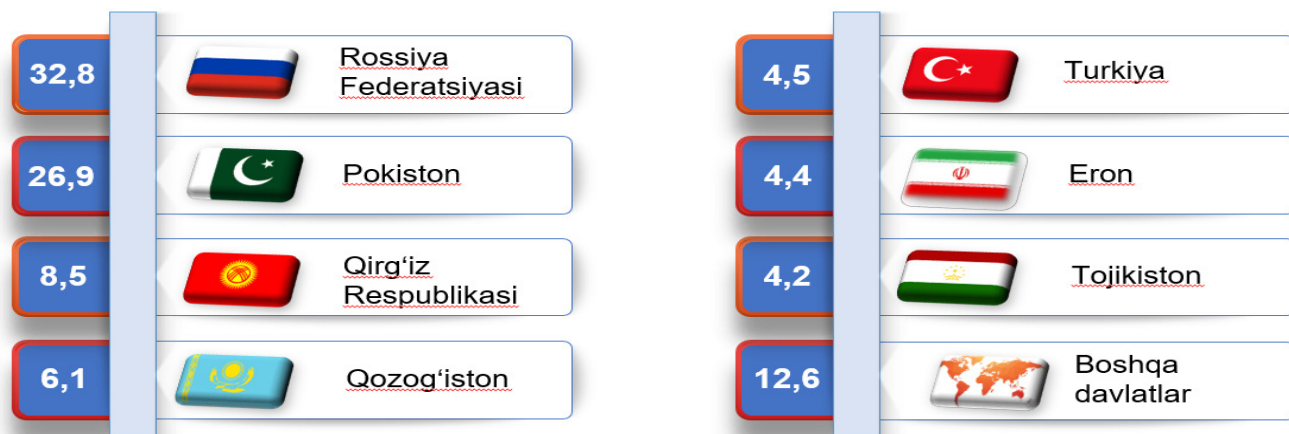 32,8
Rossiya
Federatsiyasi
26,9
Pokiston
8,5
Qirg‘iz
Respublikasi
6,1
Qozog‘iston
4,5
Turkiya
4,4
Eron
4,2
Tojikiston
12,6
Boshqa
davlatlar